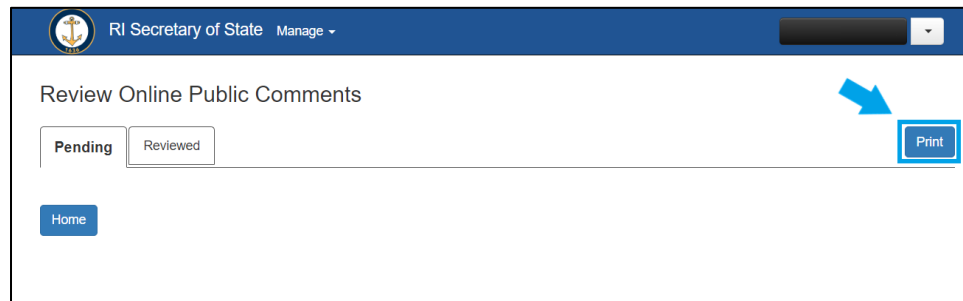 RI Secretary of State Manage
Review Online Public Comments
Pending Reviewed Print
Home